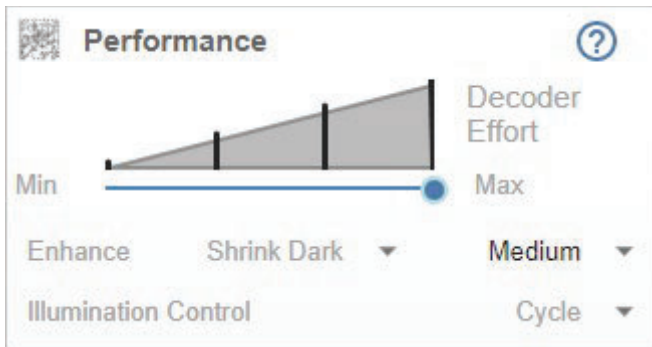 Performance ?
Decoder
Effort
Min Max
Enhance Shrink Dark Medium
Illumination Control Cycle